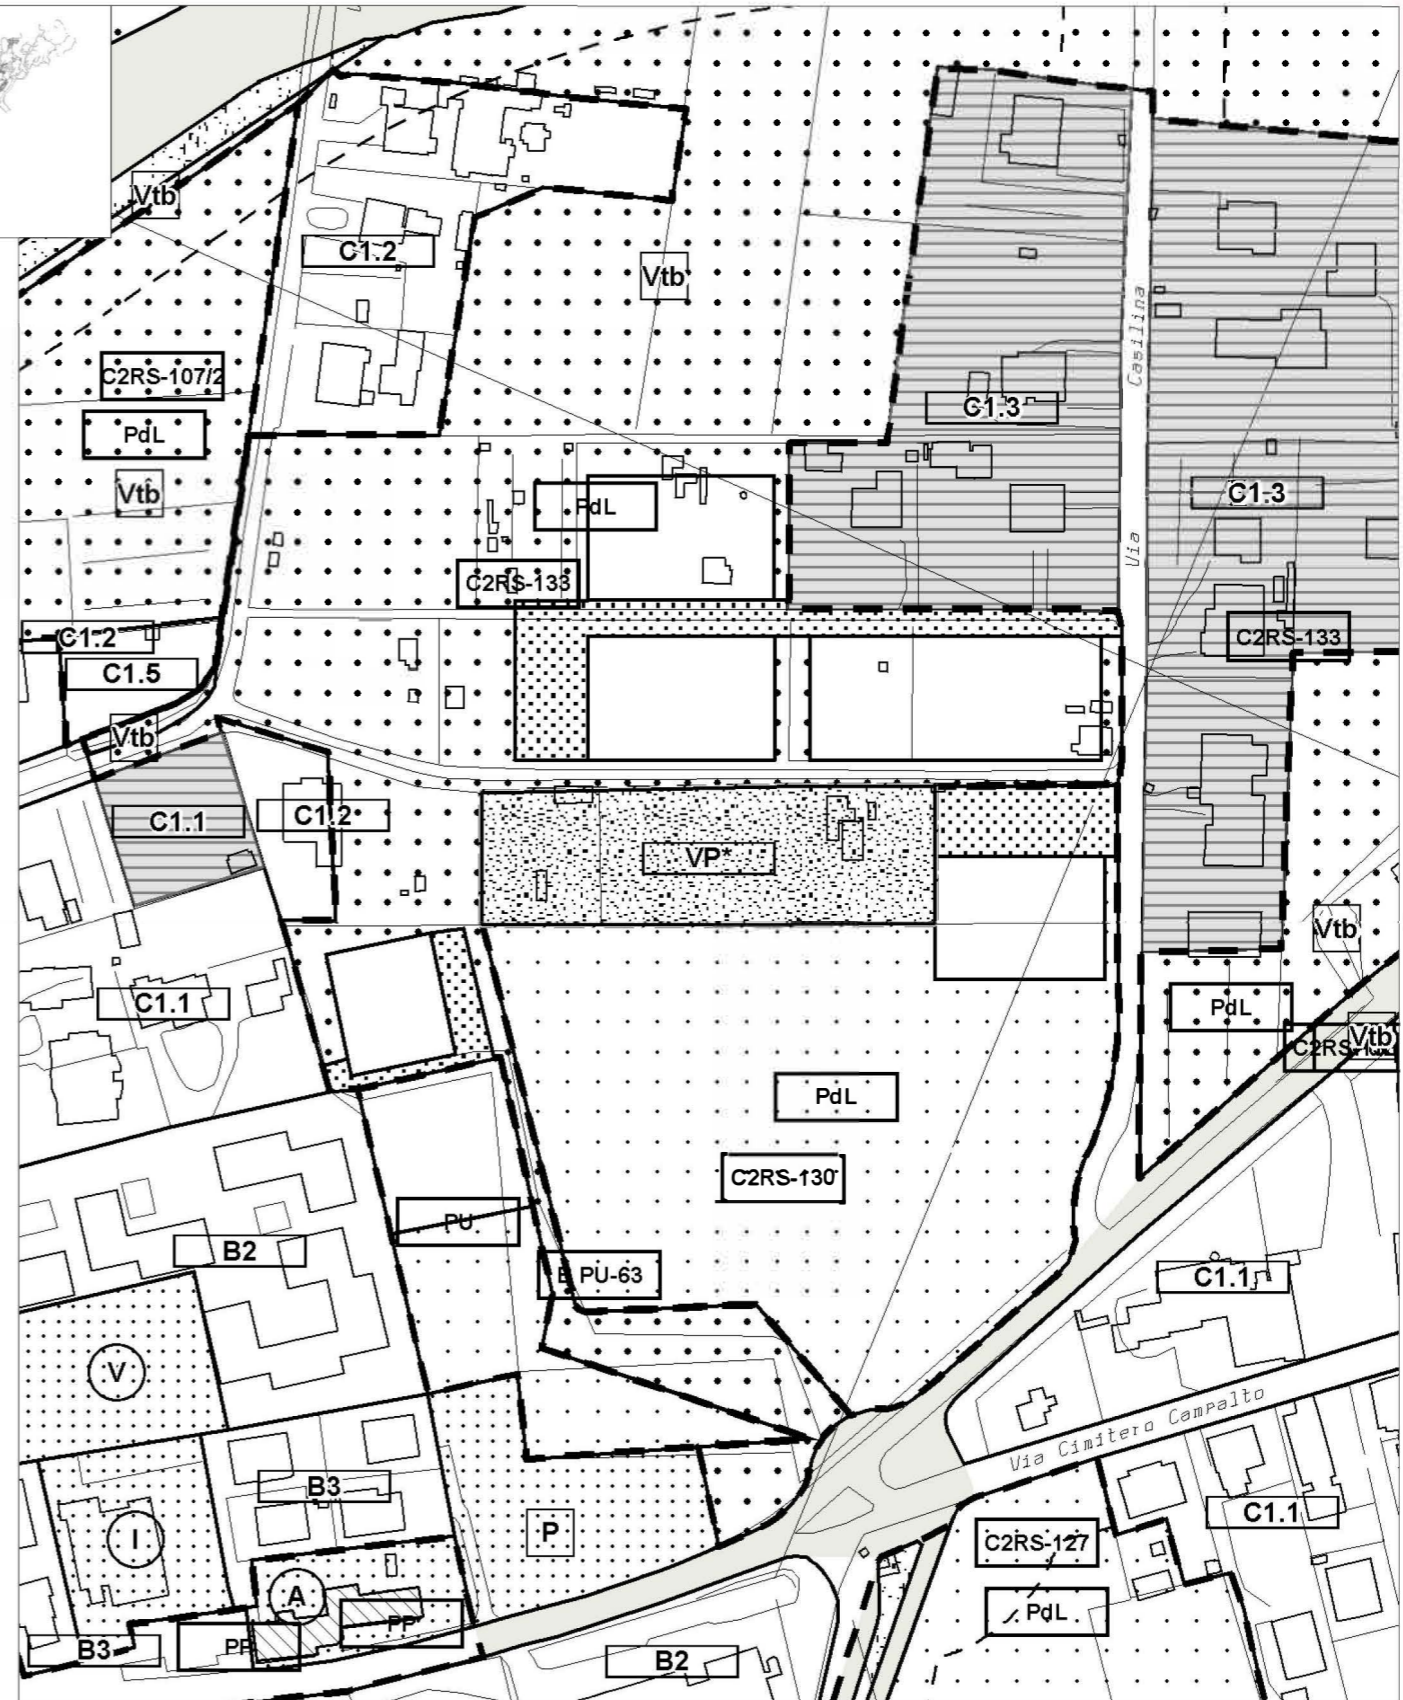 Vtb
C1.2
Vtb
C2RS-107/2
PdL
Vtb
Via Casilina
C1.3
C1.3
PdL
C2RS-133
C2RS-133
C1.2
C1.5
Vtb
C1.1
C1.2
VP*
Vtb
C1.1
PdL
Vtb
PdL
C2RS-130
PU
B2
PU-63
C1.1
V
Via Cimitero Campalto
B3
C1.1
I
P
C2RS-127
A
PdL
PP
PP
B3
B2